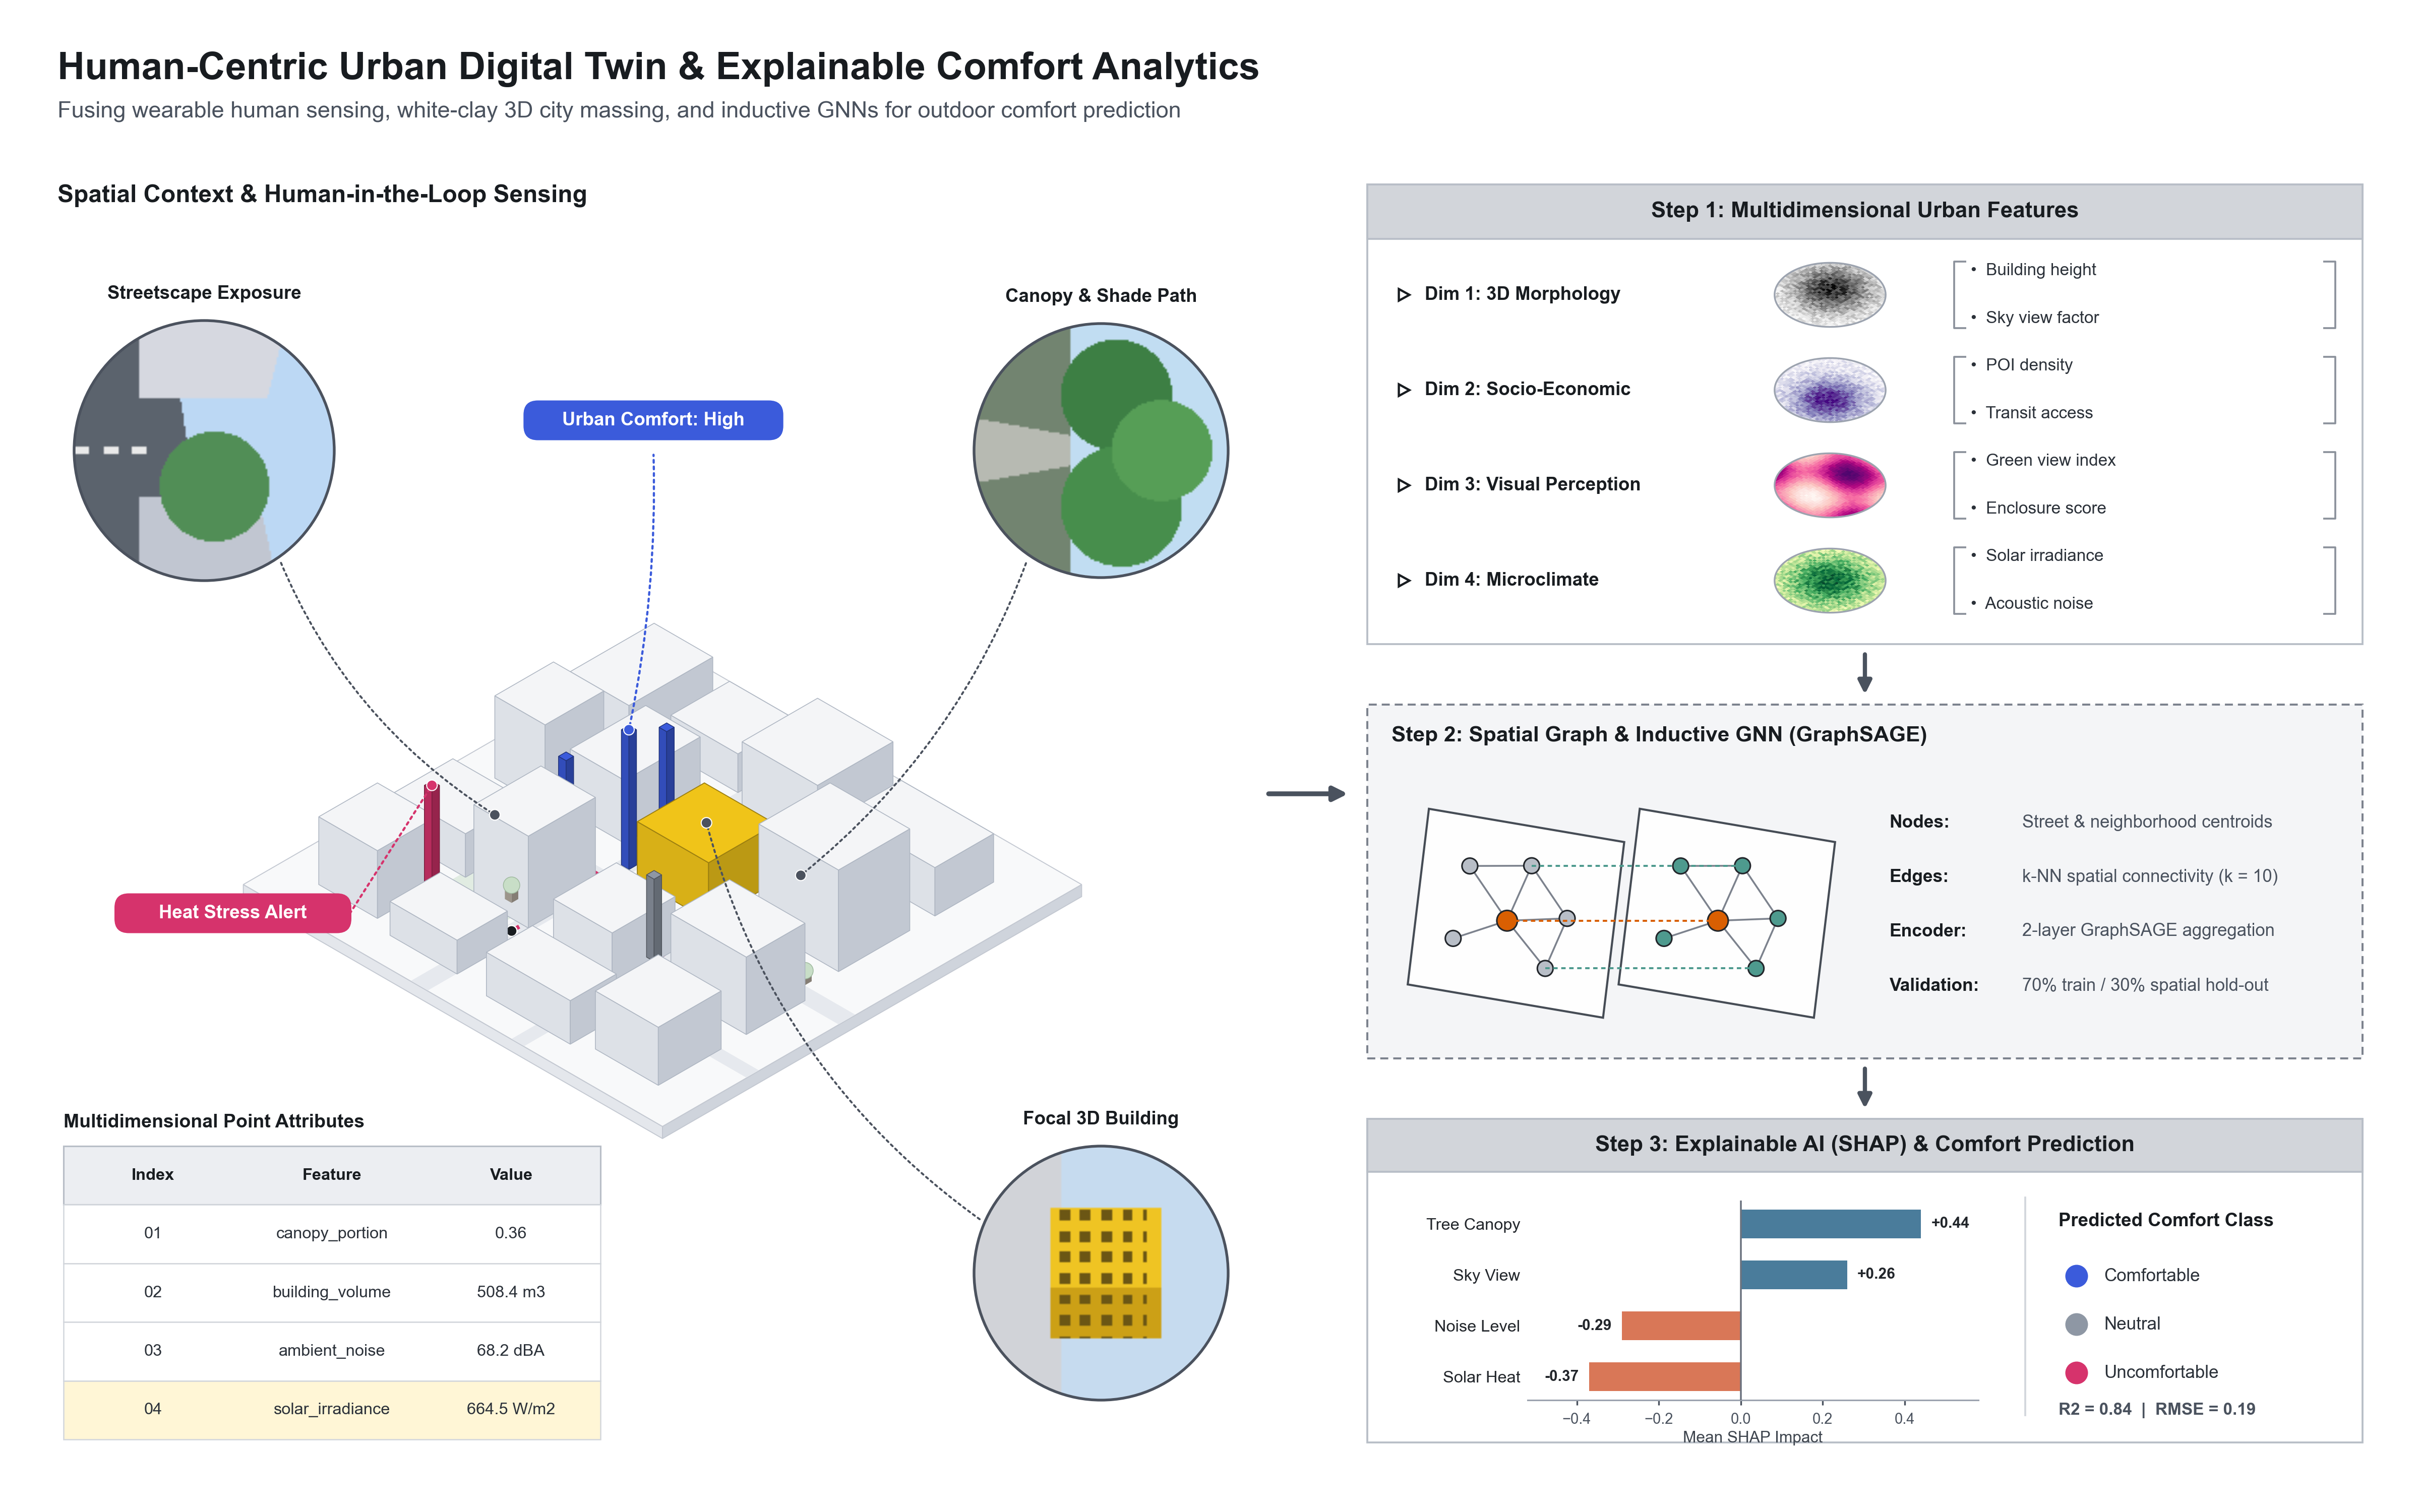 Human-Centric Urban Digital Twin & Explainable Comfort Analytics
Fusing wearable human sensing, white-clay 3D city massing, and inductive GNNs for outdoor comfort prediction
Spatial Context & Human-in-the-Loop Sensing
Streetscape Exposure
Canopy & Shade Path
Urban Comfort: High
Heat Stress Alert
Focal 3D Building
Multidimensional Point Attributes
Index Feature Value
01 canopy_portion 0.36
02 building_volume 508.4 m3
03 ambient_noise 68.2 dBA
04 solar_irradiance 664.5 W/m2
Step 1: Multidimensional Urban Features
Dim 1: 3D Morphology
• Building height
• Sky view factor
Dim 2: Socio-Economic
• POI density
• Transit access
Dim 3: Visual Perception
• Green view index
• Enclosure score
Dim 4: Microclimate
• Solar irradiance
• Acoustic noise
Step 2: Spatial Graph & Inductive GNN (GraphSAGE)
Nodes: Street & neighborhood centroids
Edges: k-NN spatial connectivity (k = 10)
Encoder: 2-layer GraphSAGE aggregation
Validation: 70% train / 30% spatial hold-out
Step 3: Explainable AI (SHAP) & Comfort Prediction
Tree Canopy +0.44
Sky View +0.26
Noise Level -0.29
Solar Heat -0.37
−0.4 −0.2 0.0 0.2 0.4
Mean SHAP Impact
Predicted Comfort Class
Comfortable
Neutral
Uncomfortable
R2 = 0.84 | RMSE = 0.19